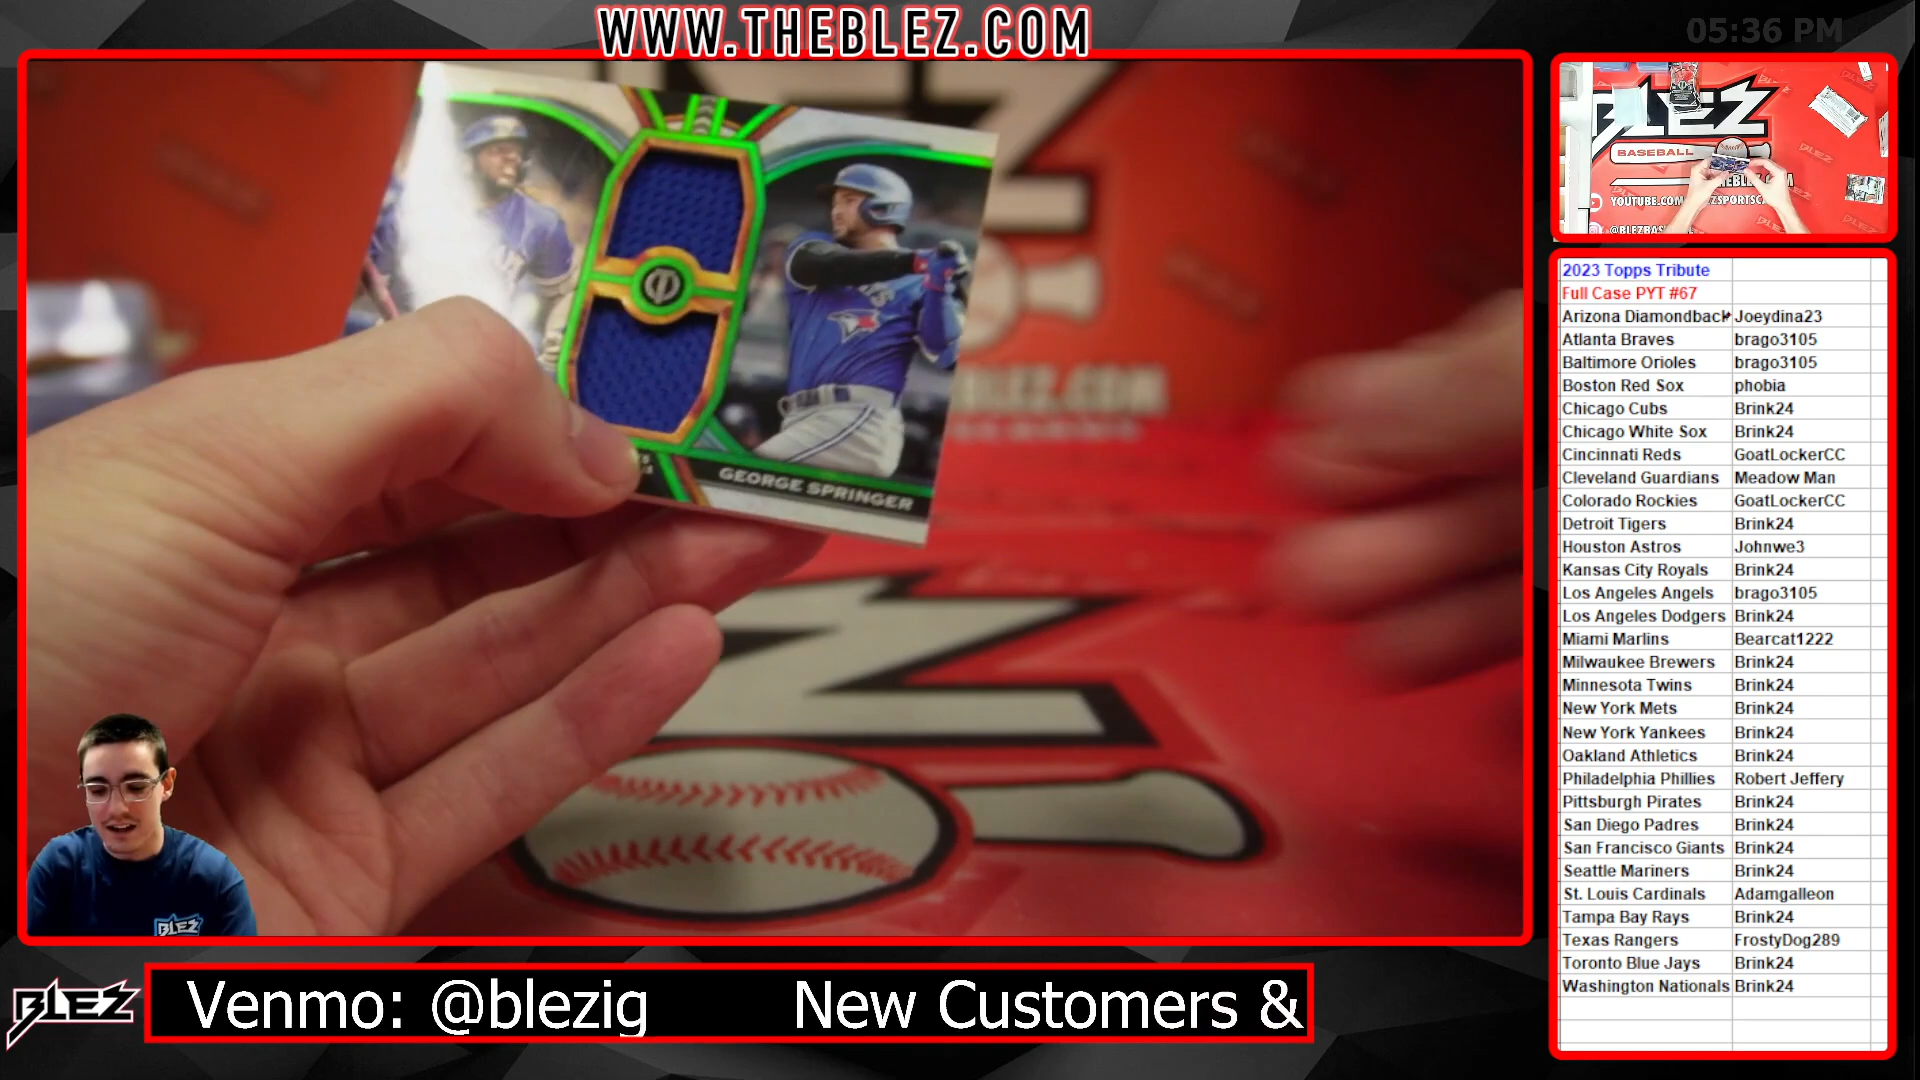 WWW.THEBLEZ.COM
05:36 PM
GEORGE SPRINGER
BLEZ
BASEBALL
YOUTUBE.COM
2023 Topps Tribute
Full Case PYT #67
Arizona Diamondback Joeydina23
Atlanta Braves brago3105
Baltimore Orioles brago3105
Boston Red Sox phobia
Chicago Cubs Brink24
Chicago White Sox Brink24
Cincinnati Reds GoatLockerCC
Cleveland Guardians Meadow Man
Colorado Rockies GoatLockerCC
Detroit Tigers Brink24
Houston Astros Johnwe3
Kansas City Royals Brink24
Los Angeles Angels brago3105
Los Angeles Dodgers Brink24
Miami Marlins Bearcat1222
Milwaukee Brewers Brink24
Minnesota Twins Brink24
New York Mets Brink24
New York Yankees Brink24
Oakland Athletics Brink24
Philadelphia Phillies Robert Jeffery
Pittsburgh Pirates Brink24
San Diego Padres Brink24
San Francisco Giants Brink24
Seattle Mariners Brink24
St. Louis Cardinals Adamgalleon
Tampa Bay Rays Brink24
Texas Rangers FrostyDog289
Toronto Blue Jays Brink24
Washington Nationals Brink24
BLEZ
BLEZ
Venmo: @blezig New Customers &